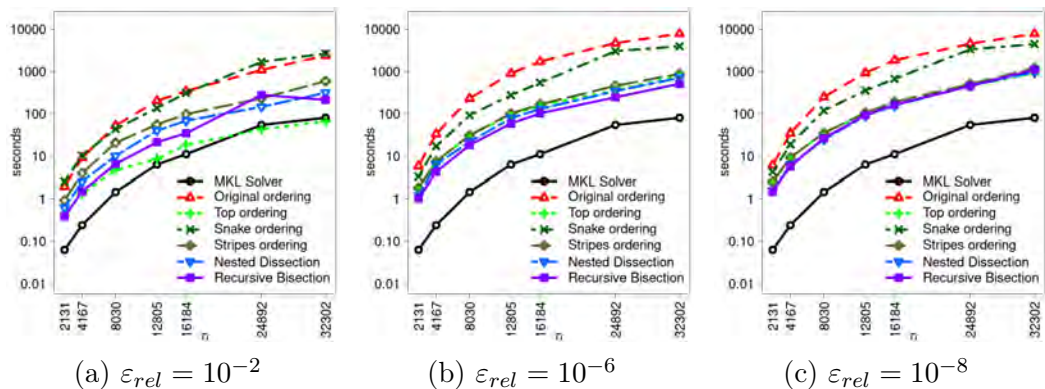 10000
1000
100
10
1
0.10
0.01
seconds
MKL Solver
Original ordering
Top ordering
Snake ordering
Stripes ordering
Nested Dissection
Recursive Bisection
2131
4167
8030
12805
16184
24892
32302
n
(a) ε_rel = 10^−2
10000
1000
100
10
1
0.10
0.01
seconds
MKL Solver
Original ordering
Top ordering
Snake ordering
Stripes ordering
Nested Dissection
Recursive Bisection
2131
4167
8030
12805
16184
24892
32302
n
(b) ε_rel = 10^−6
10000
1000
100
10
1
0.10
0.01
seconds
MKL Solver
Original ordering
Top ordering
Snake ordering
Stripes ordering
Nested Dissection
Recursive Bisection
2131
4167
8030
12805
16184
24892
32302
n
(c) ε_rel = 10^−8